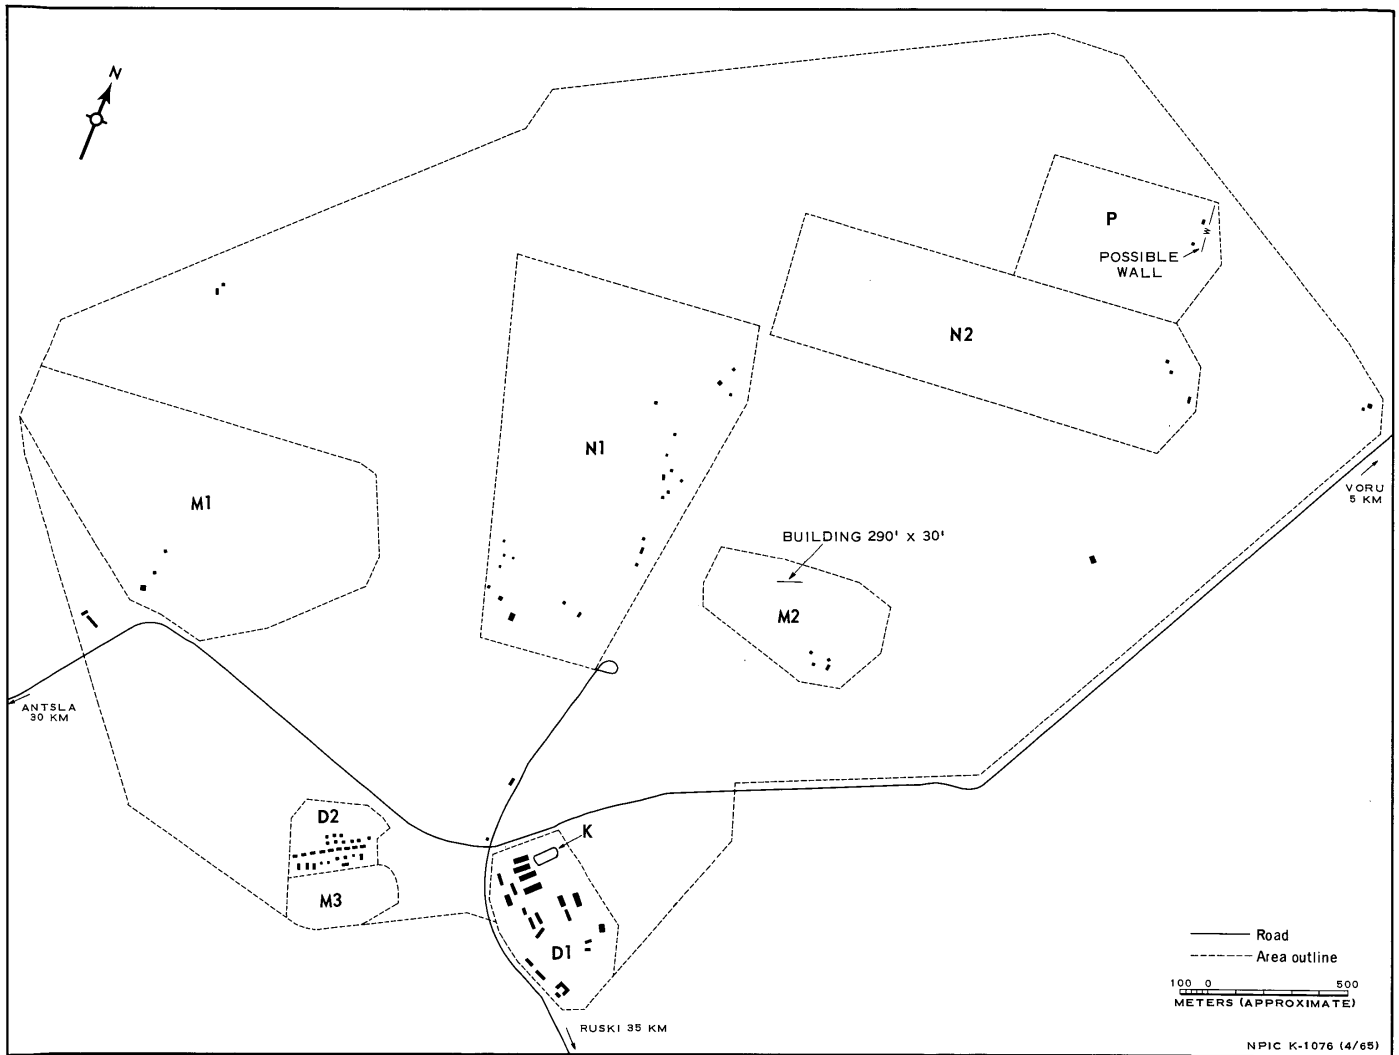 N
P
POSSIBLE
WALL
W
N2
N1
M1
VORU
5 KM
BUILDING 290' x 30'
M2
ANTSLA
30 KM
D2
K
M3
D1
Road
Area outline
100 0 500
METERS (APPROXIMATE)
RUSKI 35 KM
NPIC K-1076 (4/65)